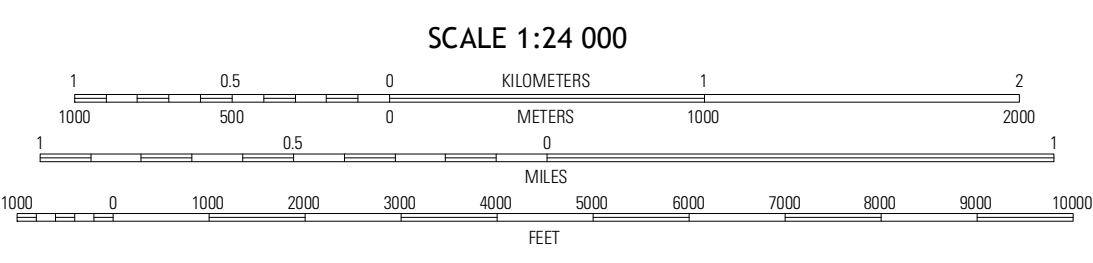 SCALE 1:24 000
1 0.5 0 KILOMETERS 1 2
1000 500 0 METERS 1000 2000
1 0.5 0 1
MILES
1000 0 1000 2000 3000 4000 5000 6000 7000 8000 9000 10000
FEET